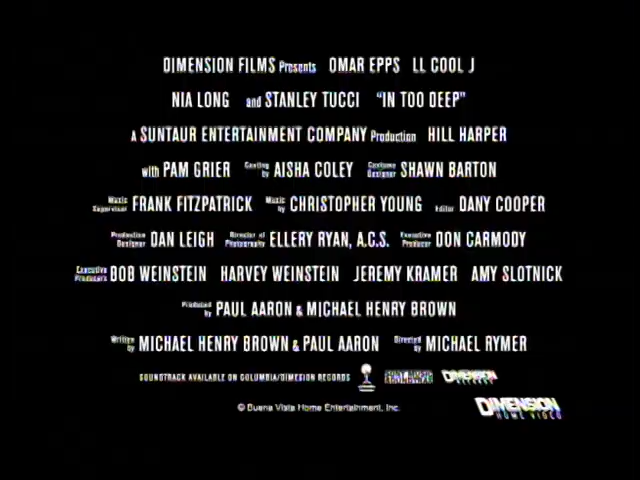 DIMENSION FILMS Presents OMAR EPPS LL COOL J
NIA LONG and STANLEY TUCCI "IN TOO DEEP"
A SUNTAUR ENTERTAINMENT COMPANY Production HILL HARPER
with PAM GRIER Casting by AISHA COLEY Costume Designer SHAWN BARTON
Music Supervisor FRANK FITZPATRICK Music by CHRISTOPHER YOUNG Editor DANY COOPER
Production Designer DAN LEIGH Director of Photography ELLERY RYAN, A.C.S. Executive Producer DON CARMODY
Executive Producers BOB WEINSTEIN HARVEY WEINSTEIN JEREMY KRAMER AMY SLOTNICK
Produced by PAUL AARON & MICHAEL HENRY BROWN
Written by MICHAEL HENRY BROWN & PAUL AARON Directed by MICHAEL RYMER
SOUNDTRACK AVAILABLE ON COLUMBIA/DIMESION RECORDS DIMENSION RECORDS
© Buena Vista Home Entertainment, Inc.
DIMENSION
HOME VIDEO